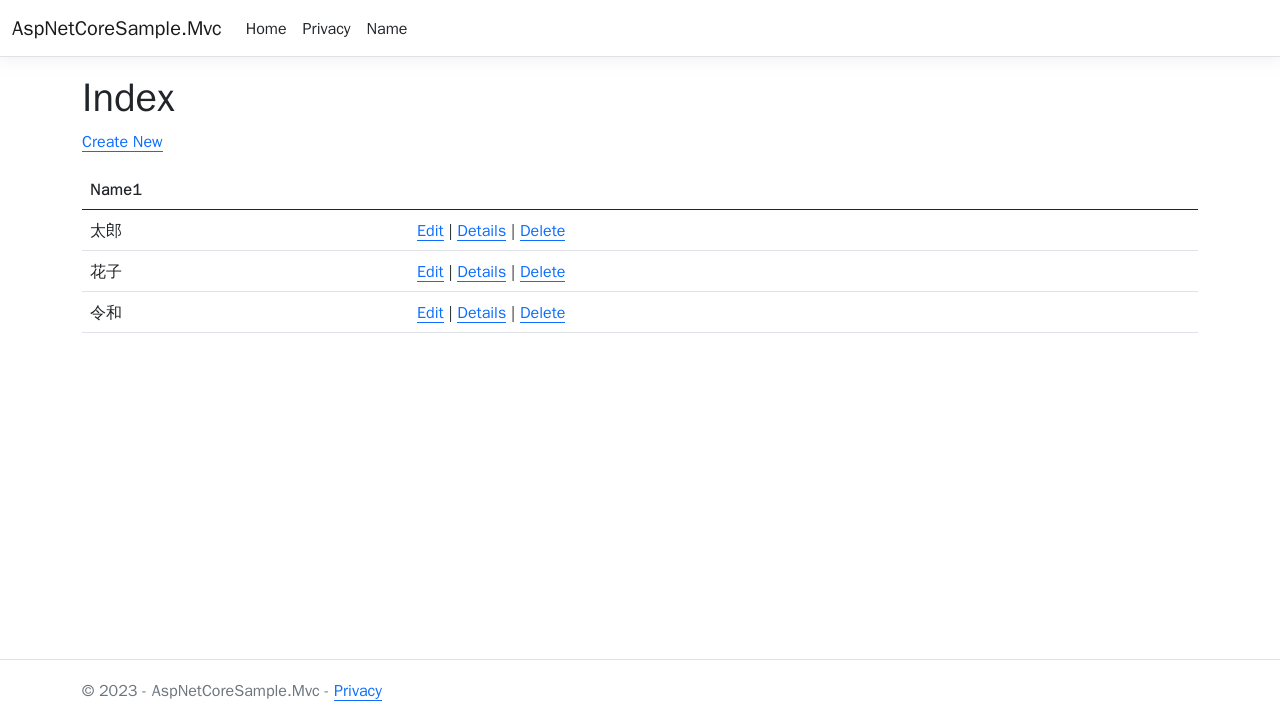 AspNetCoreSample.Mvc Home Privacy Name
Index
Create New
Name1
太郎 Edit | Details | Delete
花子 Edit | Details | Delete
令和 Edit | Details | Delete
© 2023 - AspNetCoreSample.Mvc - Privacy